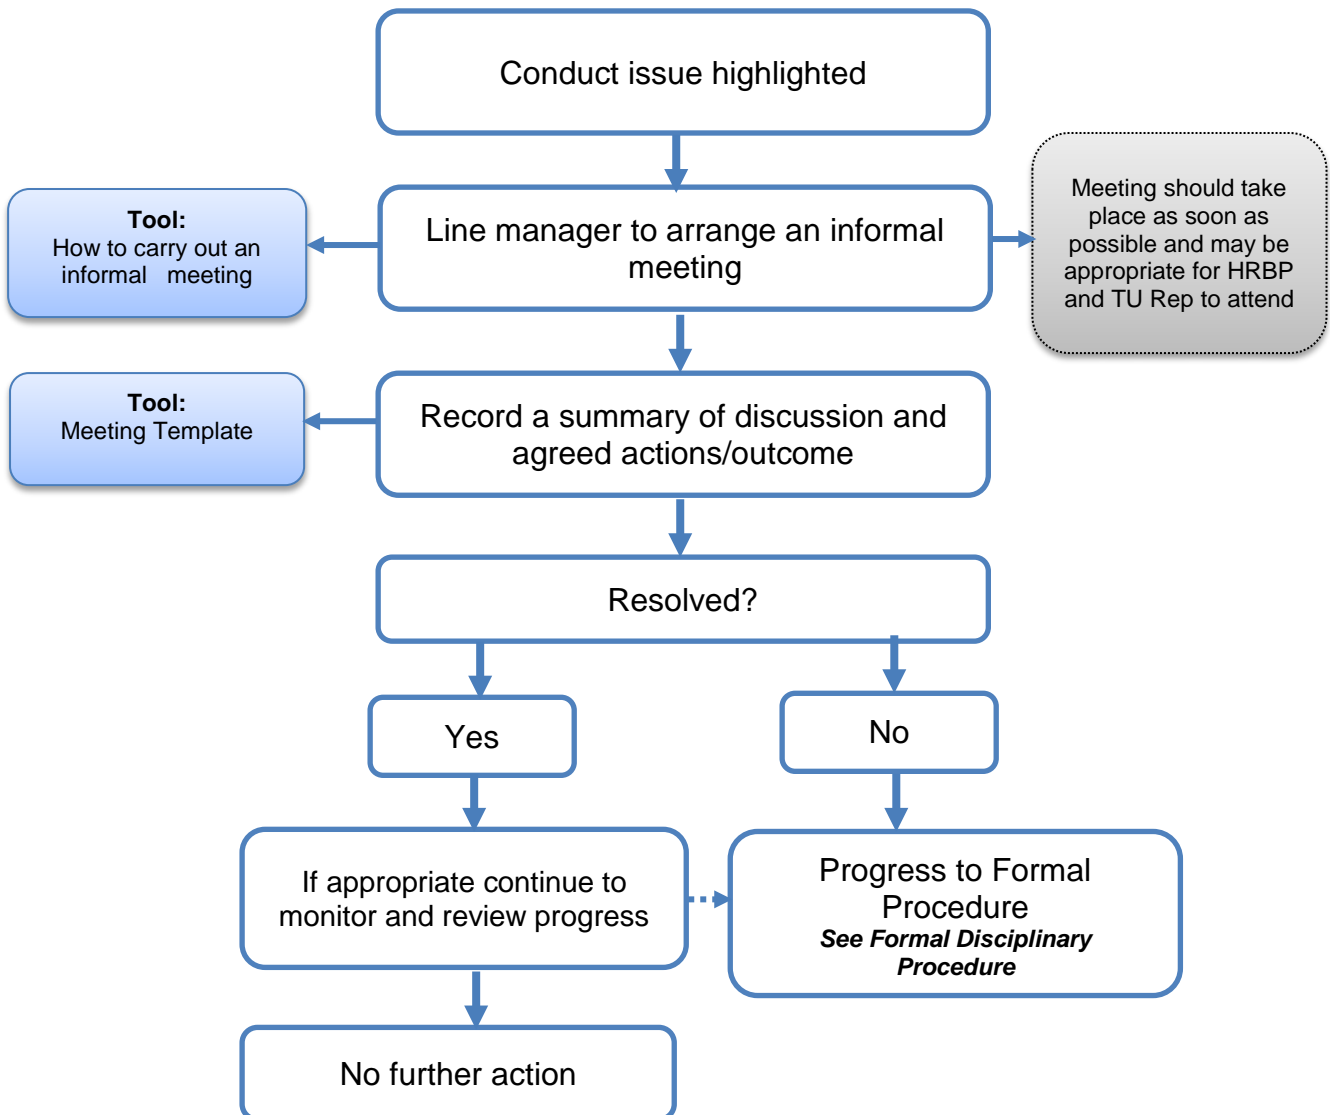 Conduct issue highlighted
Tool:
How to carry out an
informal meeting
Line manager to arrange an informal
meeting
Meeting should take
place as soon as
possible and may be
appropriate for HRBP
and TU Rep to attend
Tool:
Meeting Template
Record a summary of discussion and
agreed actions/outcome
Resolved?
Yes
No
If appropriate continue to
monitor and review progress
Progress to Formal
Procedure
See Formal Disciplinary
Procedure
No further action